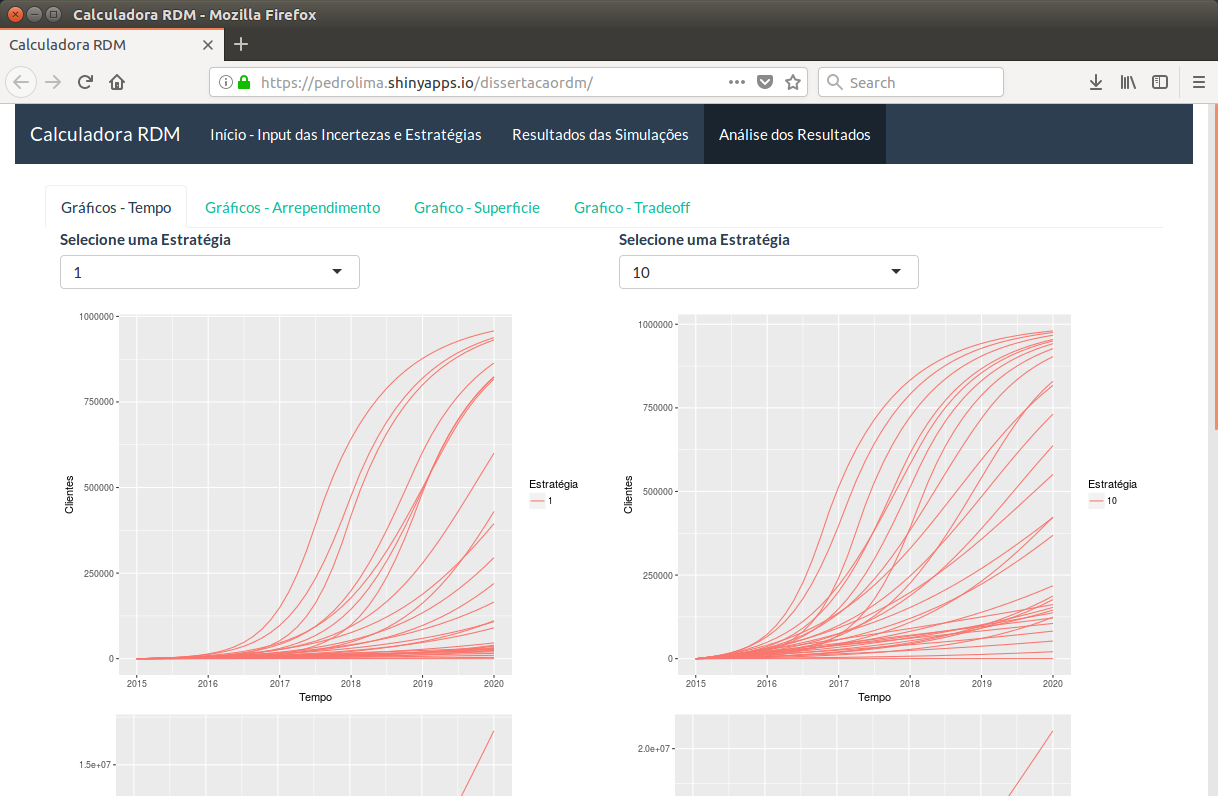 Calculadora RDM - Mozilla Firefox
Calculadora RDM
https://pedrolima.shinyapps.io/dissertacaordm/
Search
Calculadora RDM
Início - Input das Incertezas e Estratégias
Resultados das Simulações
Análise dos Resultados
Gráficos - Tempo
Gráficos - Arrependimento
Grafico - Superficie
Grafico - Tradeoff
Selecione uma Estratégia
1
Selecione uma Estratégia
10
1000000
750000
500000
250000
0
Clientes
2015 2016 2017 2018 2019 2020
Tempo
Estratégia
1
1000000
750000
500000
250000
0
Clientes
2015 2016 2017 2018 2019 2020
Tempo
Estratégia
10
1.5e+07
2.0e+07